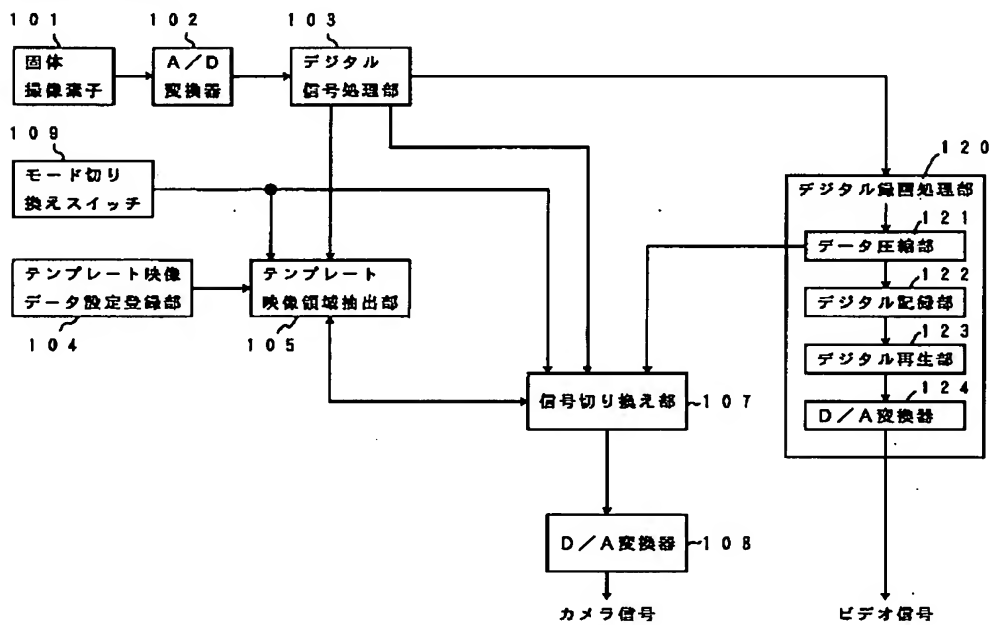 101
102
103
固体
撮像素子
A/D
変換器
デジタル
信号処理部
109
モード切り
換えスイッチ
120
デジタル録画処理部
121
データ圧縮部
122
デジタル記録部
123
デジタル再生部
124
D/A変換器
テンプレート映像
データ設定登録部
104
テンプレート
映像領域抽出部
105
信号切り換え部
107
D/A変換器
108
カメラ信号
ビデオ信号